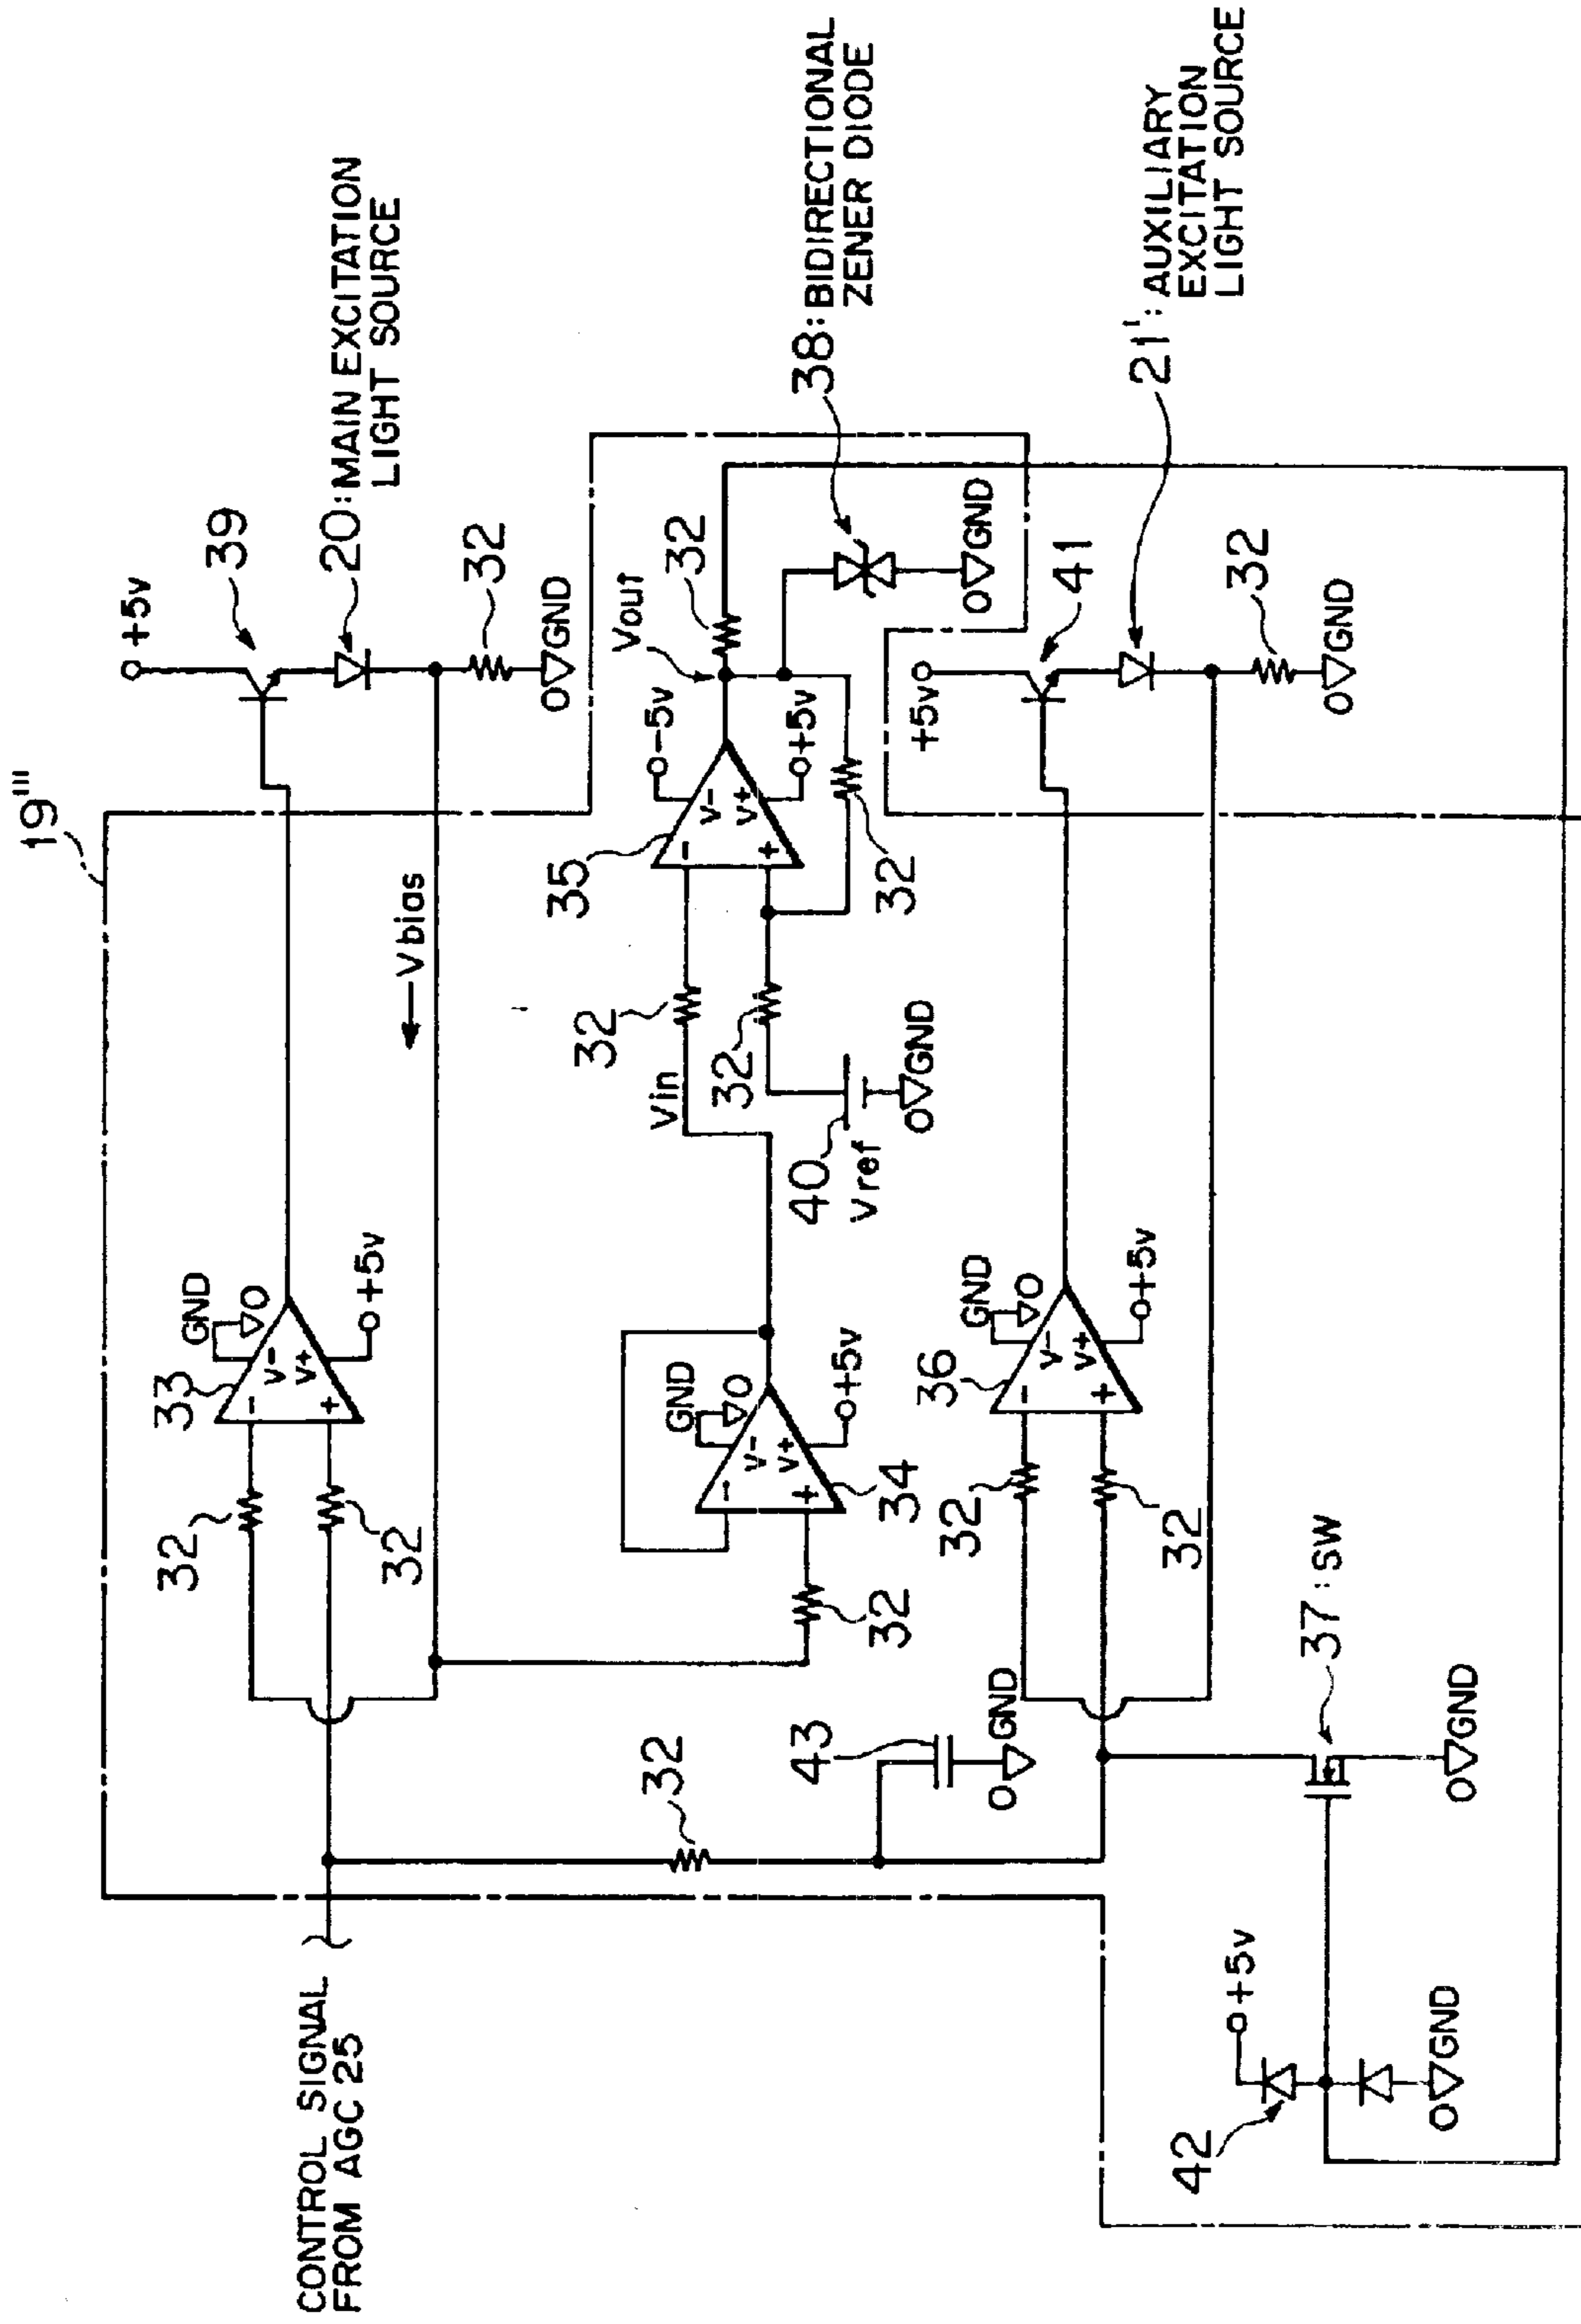 19'''
+5v
39
20: MAIN EXCITATION
LIGHT SOURCE
32
GND
GND
33
V-
V+
-
+
+5v
32
32
←Vbias
CONTROL SIGNAL
FROM AGC 25
32
43
GND
GND
34
V-
V+
-
+
+5v
32
Vin
32
32
40
Vref
GND
35
V-
V+
-
+
-5v
+5v
32
Vout
32
38: BIDIRECTIONAL
ZENER DIODE
GND
GND
36
V-
V+
-
+
+5v
32
32
+5v
41
21': AUXILIARY
EXCITATION
LIGHT SOURCE
32
GND
37: SW
GND
+5v
42
GND